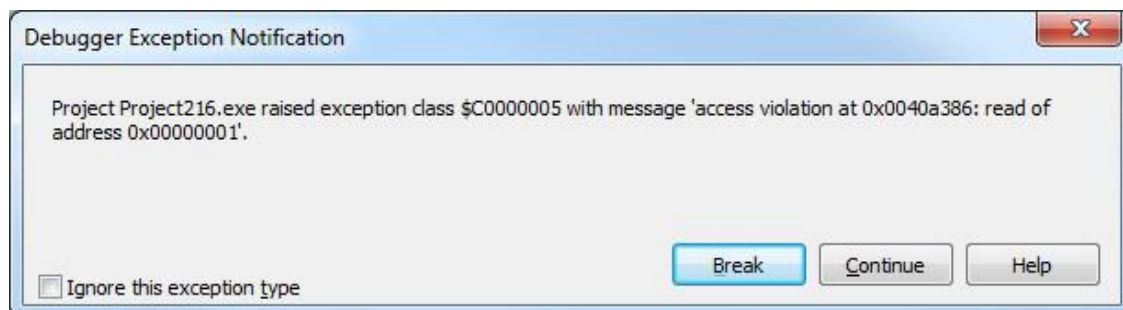 Debugger Exception Notification
Project Project216.exe raised exception class $C0000005 with message 'access violation at 0x0040a386: read of
address 0x00000001'.
Break Continue Help
Ignore this exception type